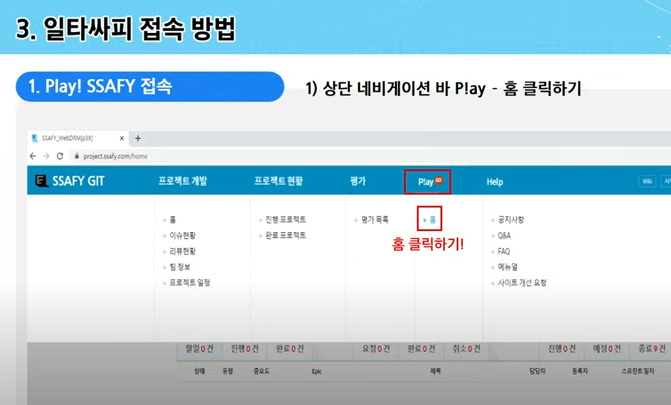 3. 일타싸피 접속 방법
1. Play! SSAFY 접속
1) 상단 네비게이션 바 P!ay - 홈 클릭하기
SSAFY_WebDRM[p3X]
project.ssafy.com/home
SSAFY GIT 프로젝트 개발 프로젝트 현황 평가 P!ay GO Help
+ 홈 + 진행 프로젝트 + 평가 목록 + 홈 + 공지사항
+ 이슈현황 + 완료 프로젝트 + Q&A
홈 클릭하기!
+ 리뷰현황 + FAQ
+ 팀 정보 + 메뉴얼
+ 프로젝트 일정 + 사이트 개선 요청
할일 0 건 진행 0 건 완료 0 건 요청 0 건 완료 0 건 취소 0 건 진행 0 건 예정 0 건 종료 9 건
상태 유형 중요도 Epic 제목 담당자 등록자 스프린트 일자